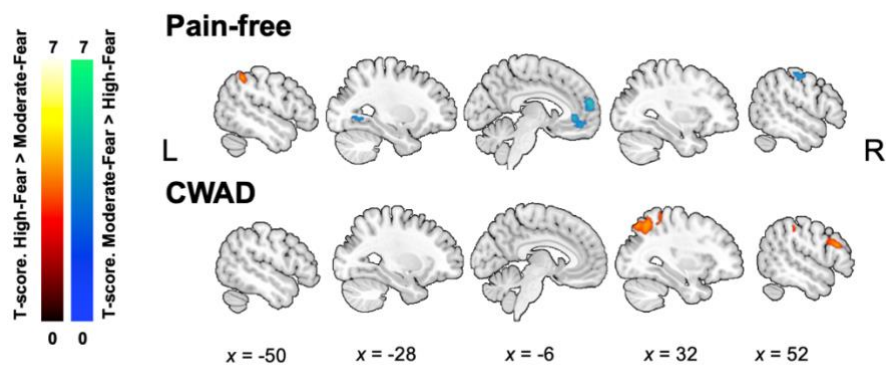 Pain-free
7 7
T-score. High-Fear > Moderate-Fear
T-score. Moderate-Fear > High-Fear
L
R
CWAD
0 0
x = -50 x = -28 x = -6 x = 32 x = 52